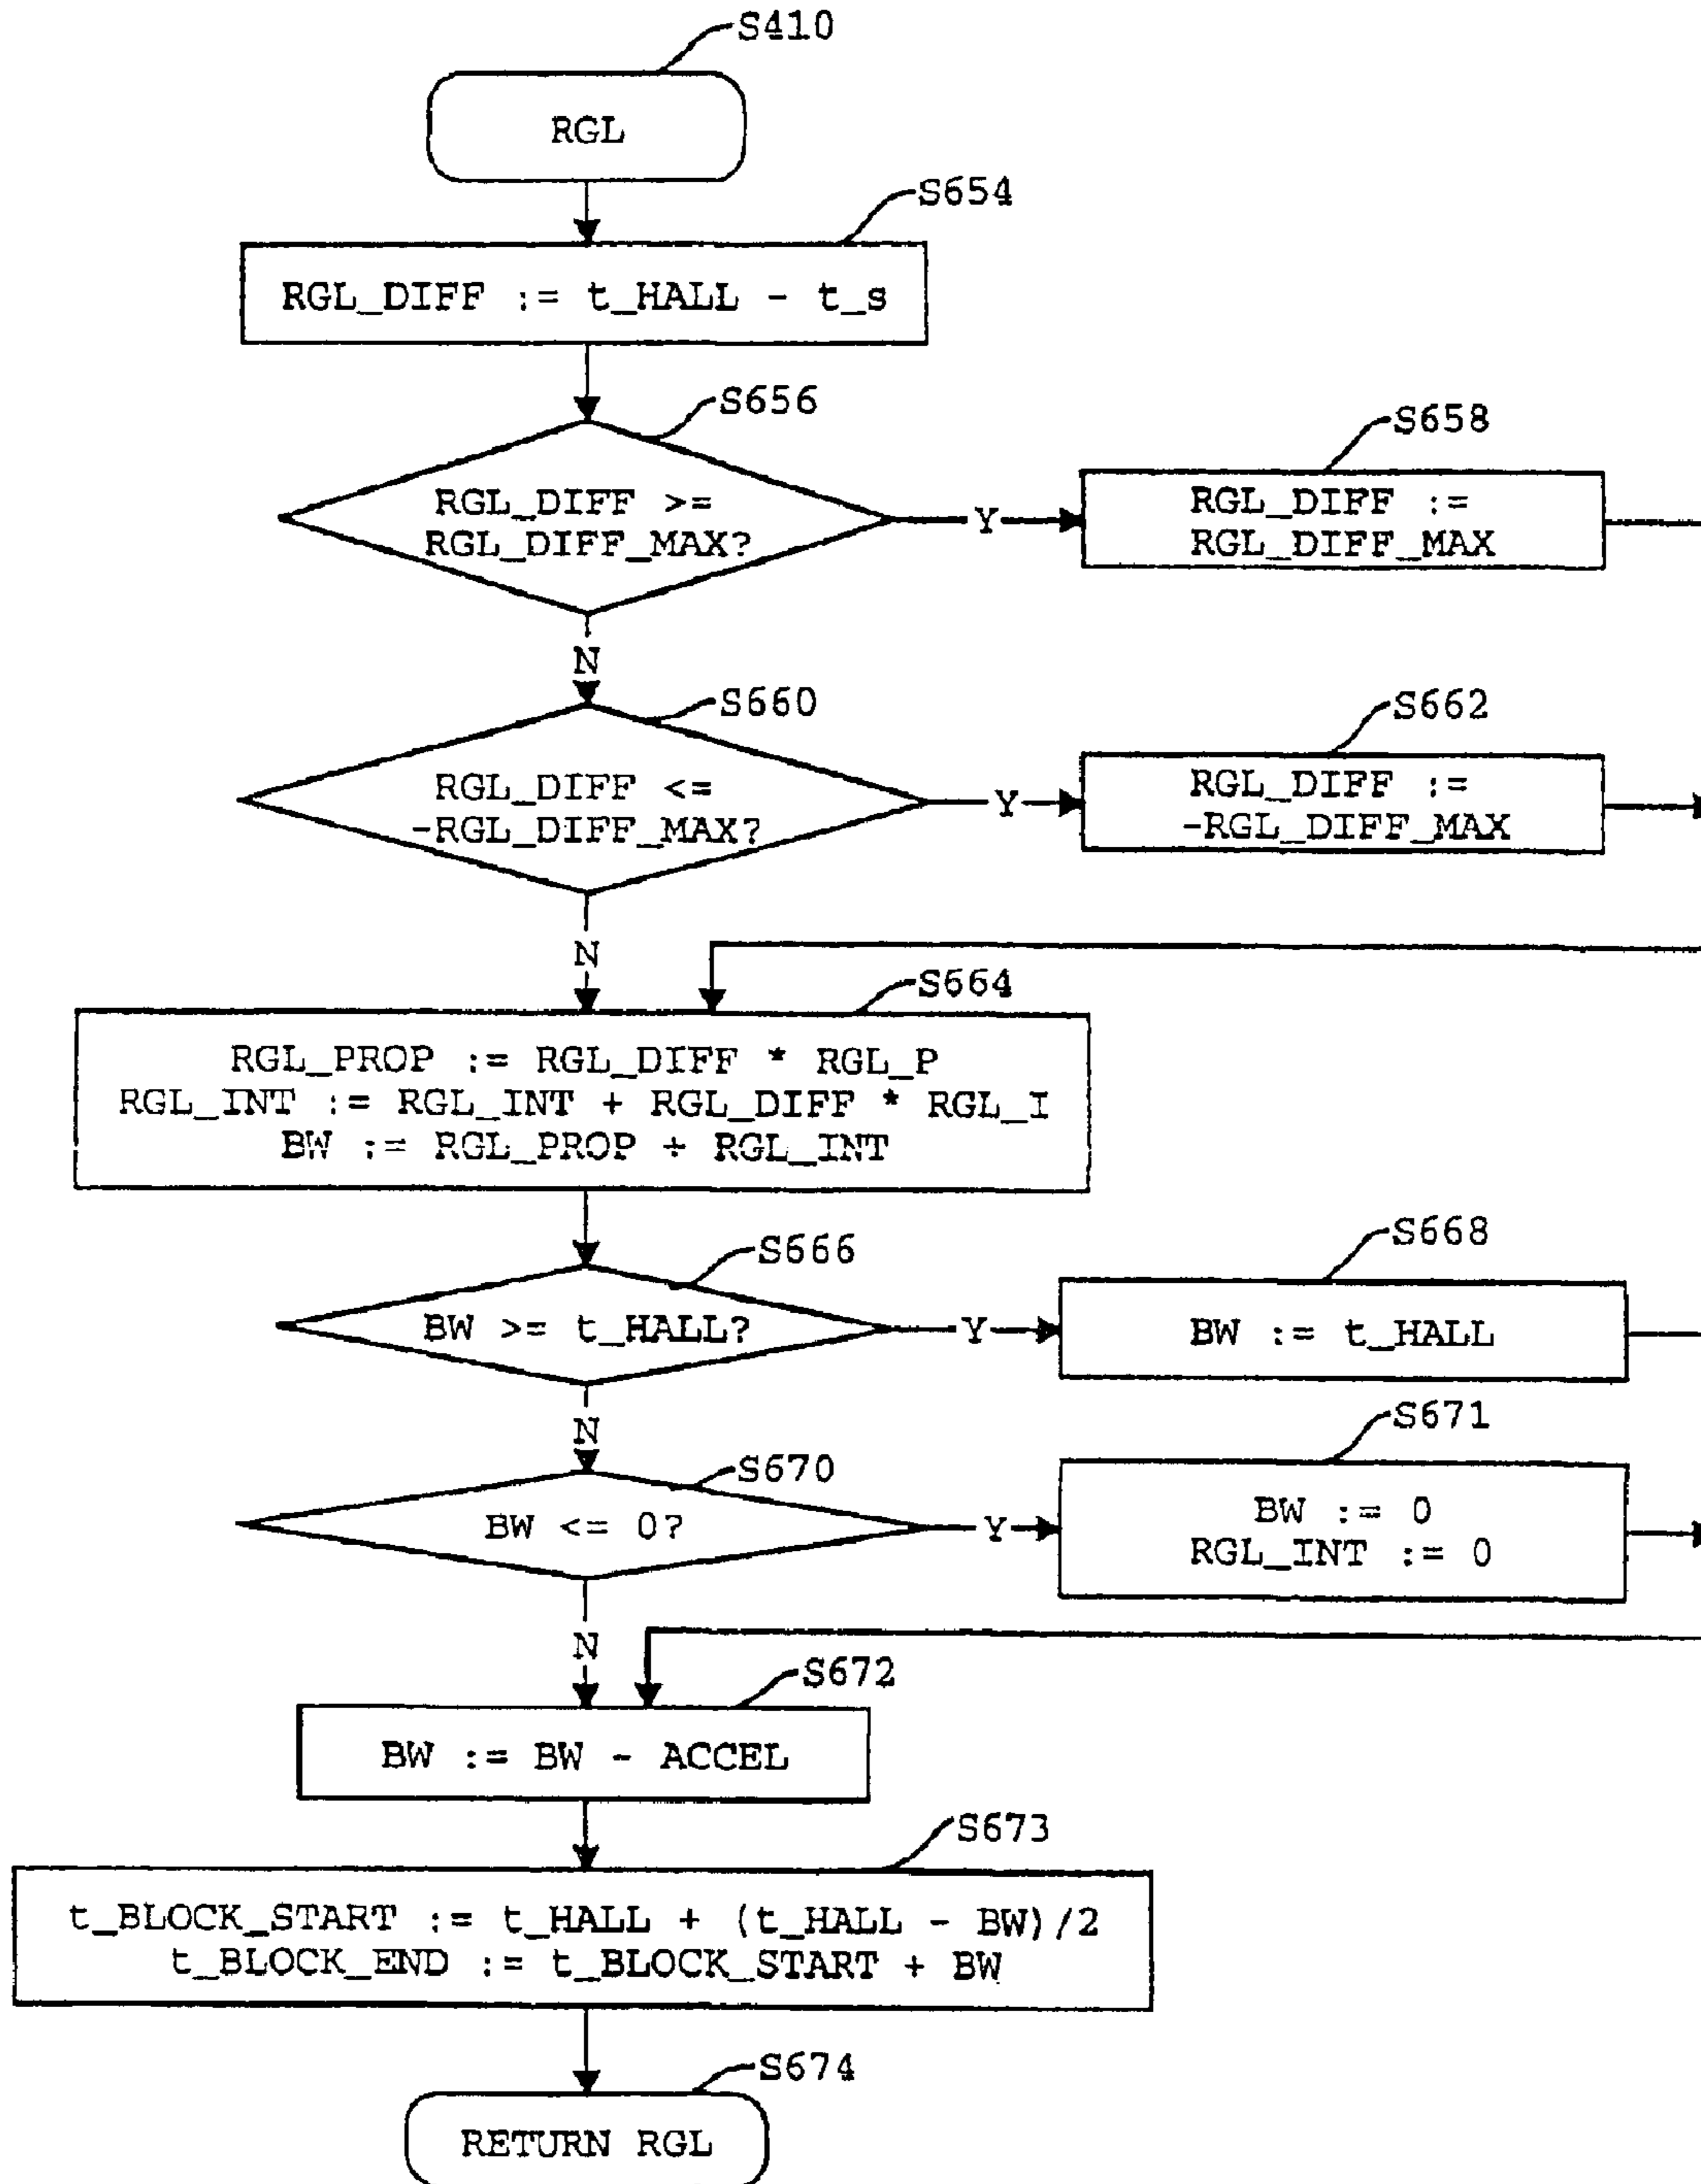 S410
RGL
S654
RGL_DIFF := t_HALL - t_s
S656
RGL_DIFF >=
RGL_DIFF_MAX?
Y
S658
RGL_DIFF :=
RGL_DIFF_MAX
N
S660
RGL_DIFF <=
-RGL_DIFF_MAX?
Y
S662
RGL_DIFF :=
-RGL_DIFF_MAX
N
S664
RGL_PROP := RGL_DIFF * RGL_P
RGL_INT := RGL_INT + RGL_DIFF * RGL_I
BW := RGL_PROP + RGL_INT
S666
BW >= t_HALL?
Y
S668
BW := t_HALL
N
S670
BW <= 0?
Y
S671
BW := 0
RGL_INT := 0
N
S672
BW := BW - ACCEL
S673
t_BLOCK_START := t_HALL + (t_HALL - BW)/2
t_BLOCK_END := t_BLOCK_START + BW
S674
RETURN RGL